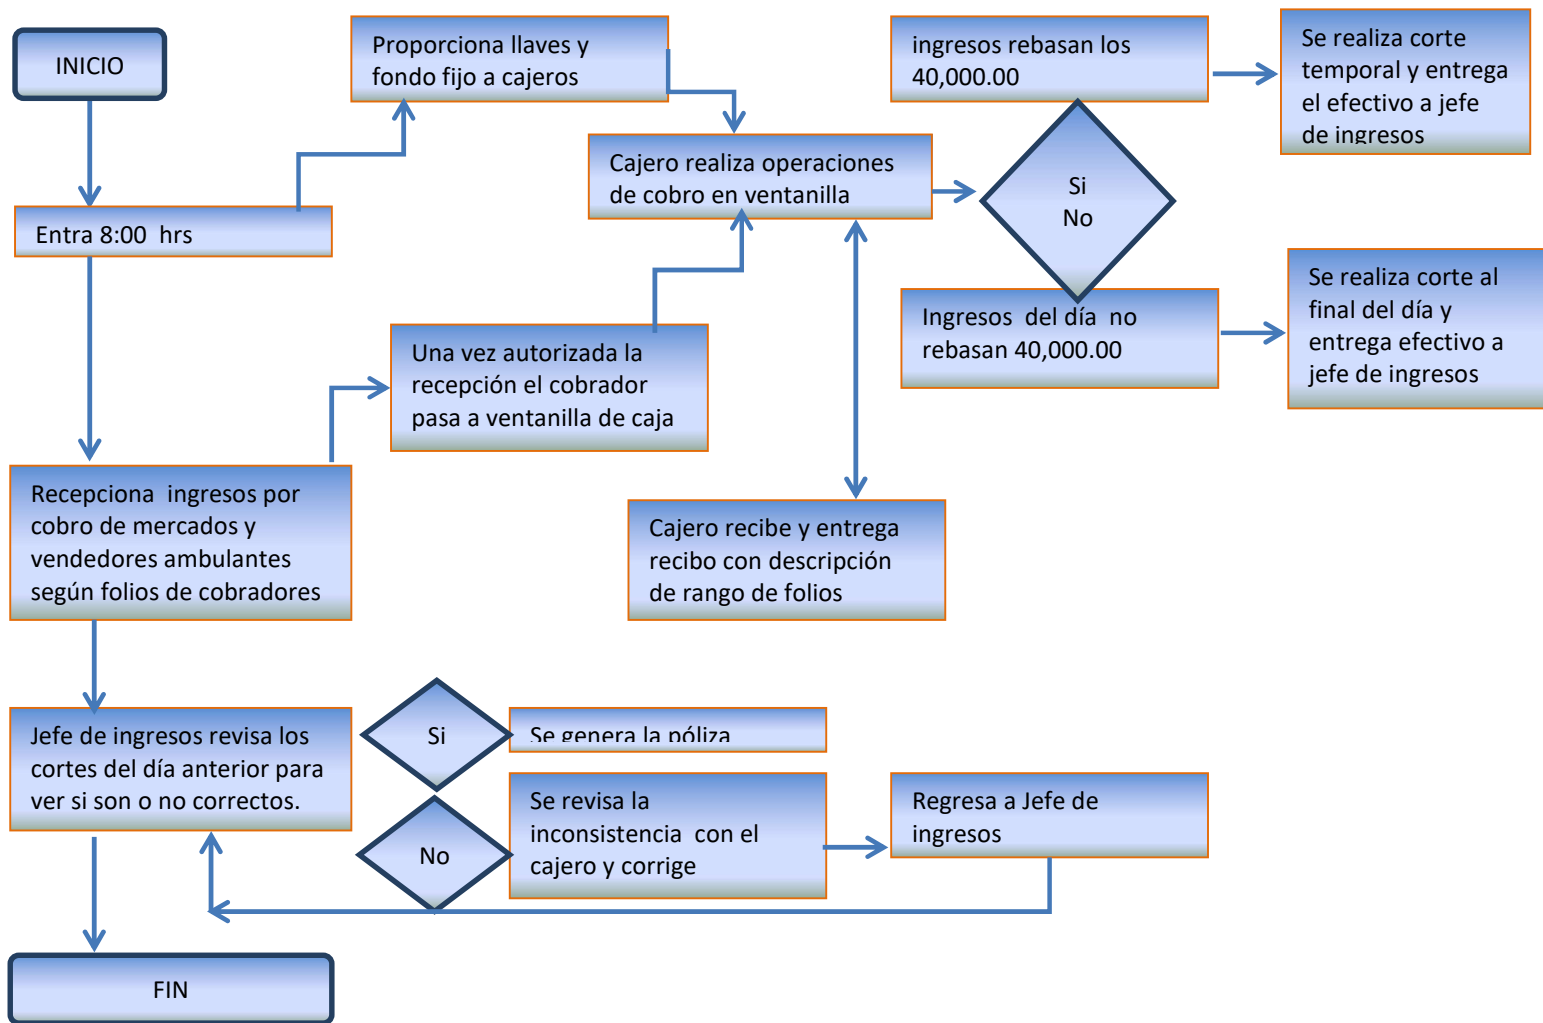 INICIO
Proporciona llaves y
fondo fijo a cajeros
ingresos rebasan los
40,000.00
Se realiza corte
temporal y entrega
el efectivo a jefe
de ingresos
Cajero realiza operaciones
de cobro en ventanilla
Si
No
Entra 8:00 hrs
Una vez autorizada la
recepción el cobrador
pasa a ventanilla de caja
Ingresos del día no
rebasan 40,000.00
Se realiza corte al
final del día y
entrega efectivo a
jefe de ingresos
Recepciona ingresos por
cobro de mercados y
vendedores ambulantes
según folios de cobradores
Cajero recibe y entrega
recibo con descripción
de rango de folios
Jefe de ingresos revisa los
cortes del día anterior para
ver si son o no correctos.
Si
Se genera la póliza
No
Se revisa la
inconsistencia con el
cajero y corrige
Regresa a Jefe de
ingresos
FIN